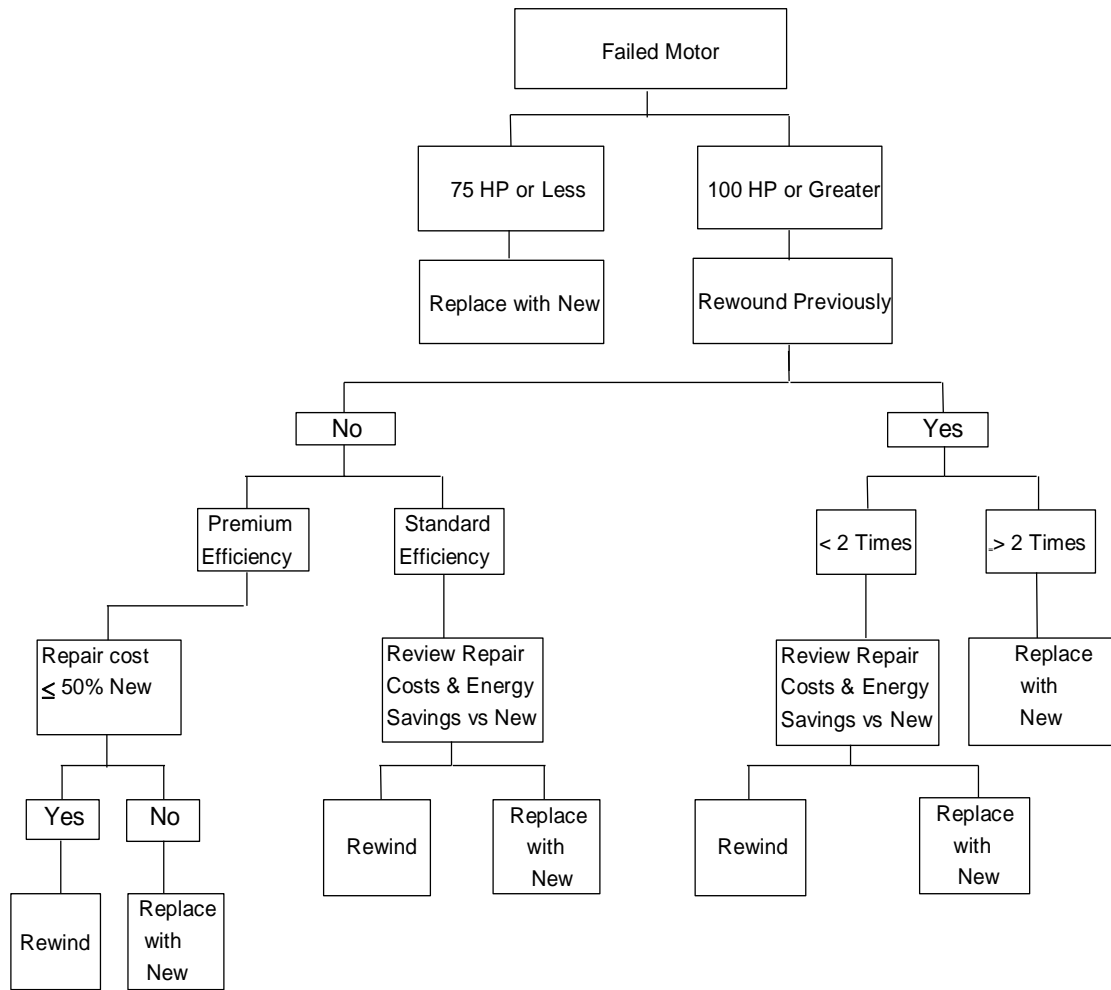 Failed Motor
75 HP or Less
100 HP or Greater
Replace with New
Rewound Previously
No
Yes
Premium
Efficiency
Standard
Efficiency
< 2 Times
=> 2 Times
Repair cost
≤ 50% New
Review Repair
Costs & Energy
Savings vs New
Review Repair
Costs & Energy
Savings vs New
Replace
with
New
Yes
No
Rewind
Replace
with
New
Rewind
Replace
with
New
Rewind
Replace
with
New